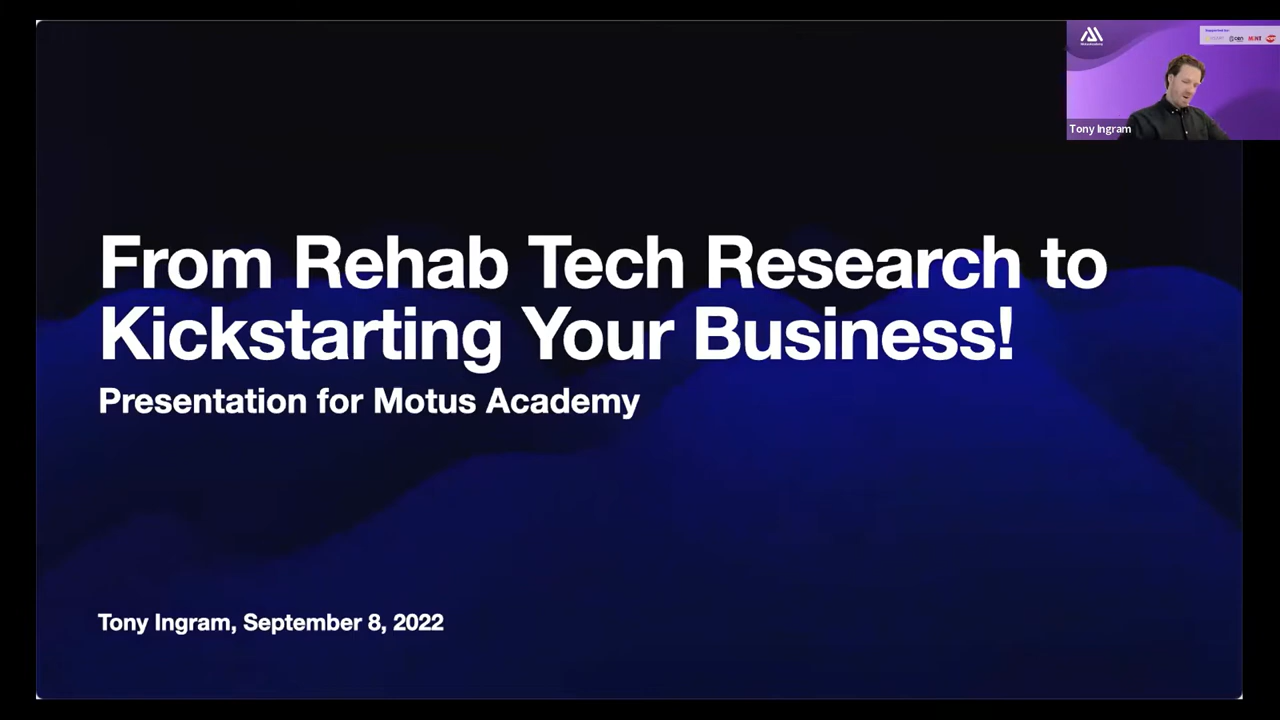 Tony Ingram
From Rehab Tech Research to
Kickstarting Your Business!
Presentation for Motus Academy
Tony Ingram, September 8, 2022